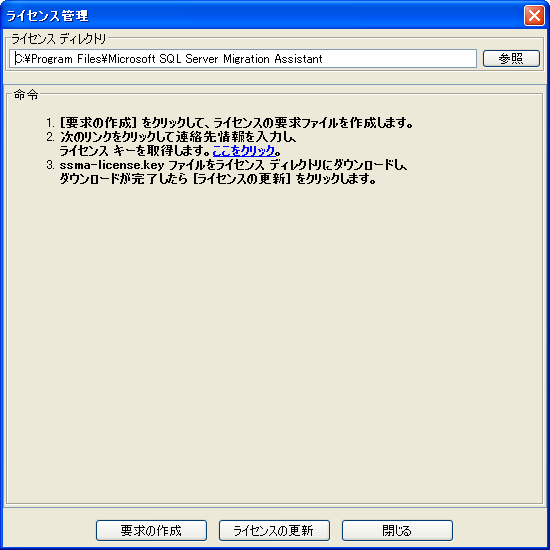 ライセンス管理
ライセンス ディレクトリ
C:¥Program Files¥Microsoft SQL Server Migration Assistant
参照
命令
1. [要求の作成] をクリックして、ライセンスの要求ファイルを作成します。
2. 次のリンクをクリックして連絡先情報を入力し、
ライセンス キーを取得します。ここをクリック。
3. ssma-license.key ファイルをライセンス ディレクトリにダウンロードし、
ダウンロードが完了したら [ライセンスの更新] をクリックします。
要求の作成
ライセンスの更新
閉じる